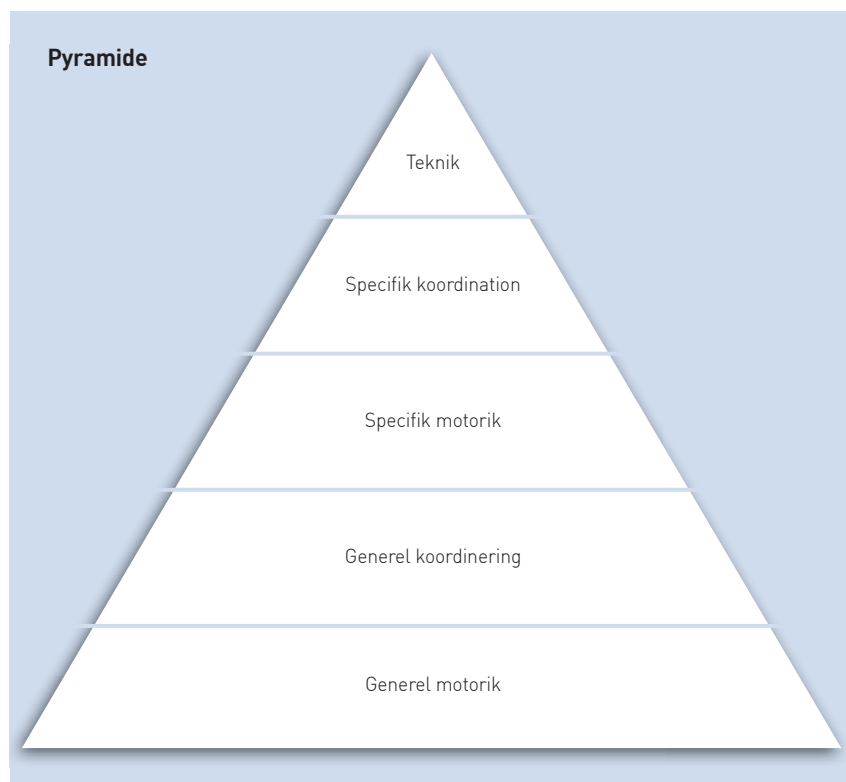 Pyramide
Teknik
Specifik koordination
Specifik motorik
Generel koordinering
Generel motorik